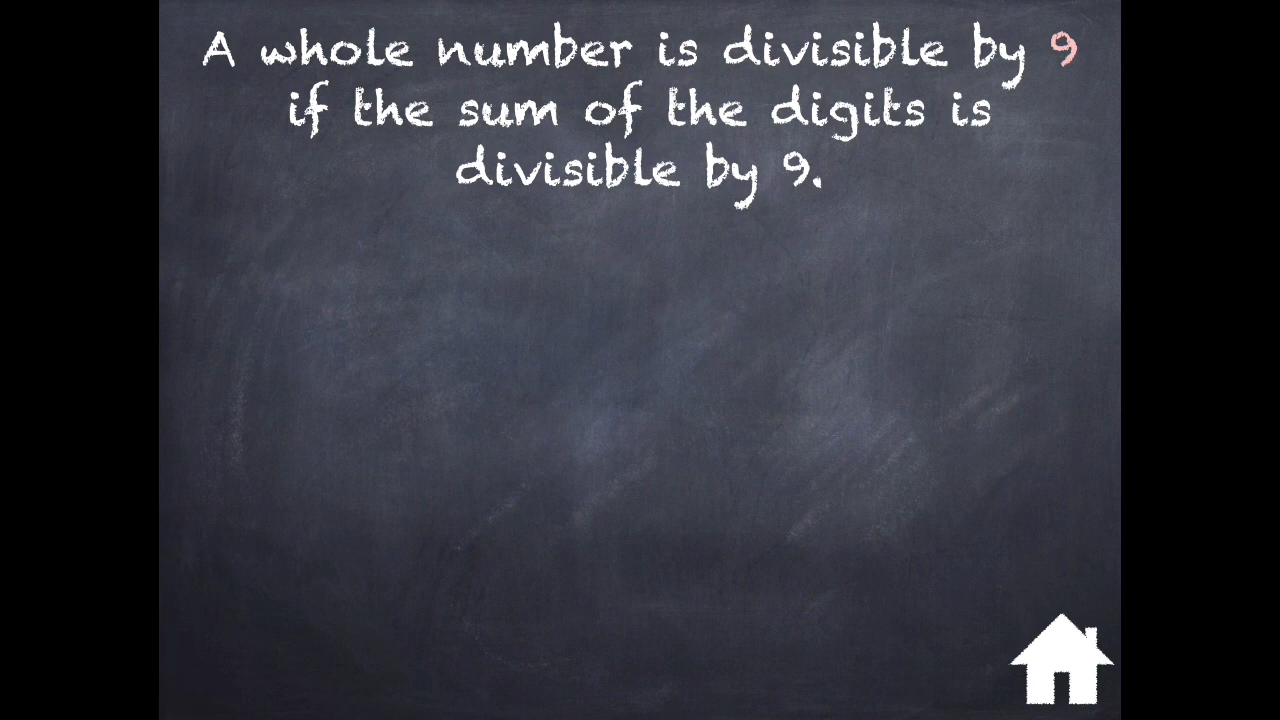 A whole number is divisible by 9
if the sum of the digits is
divisible by 9.